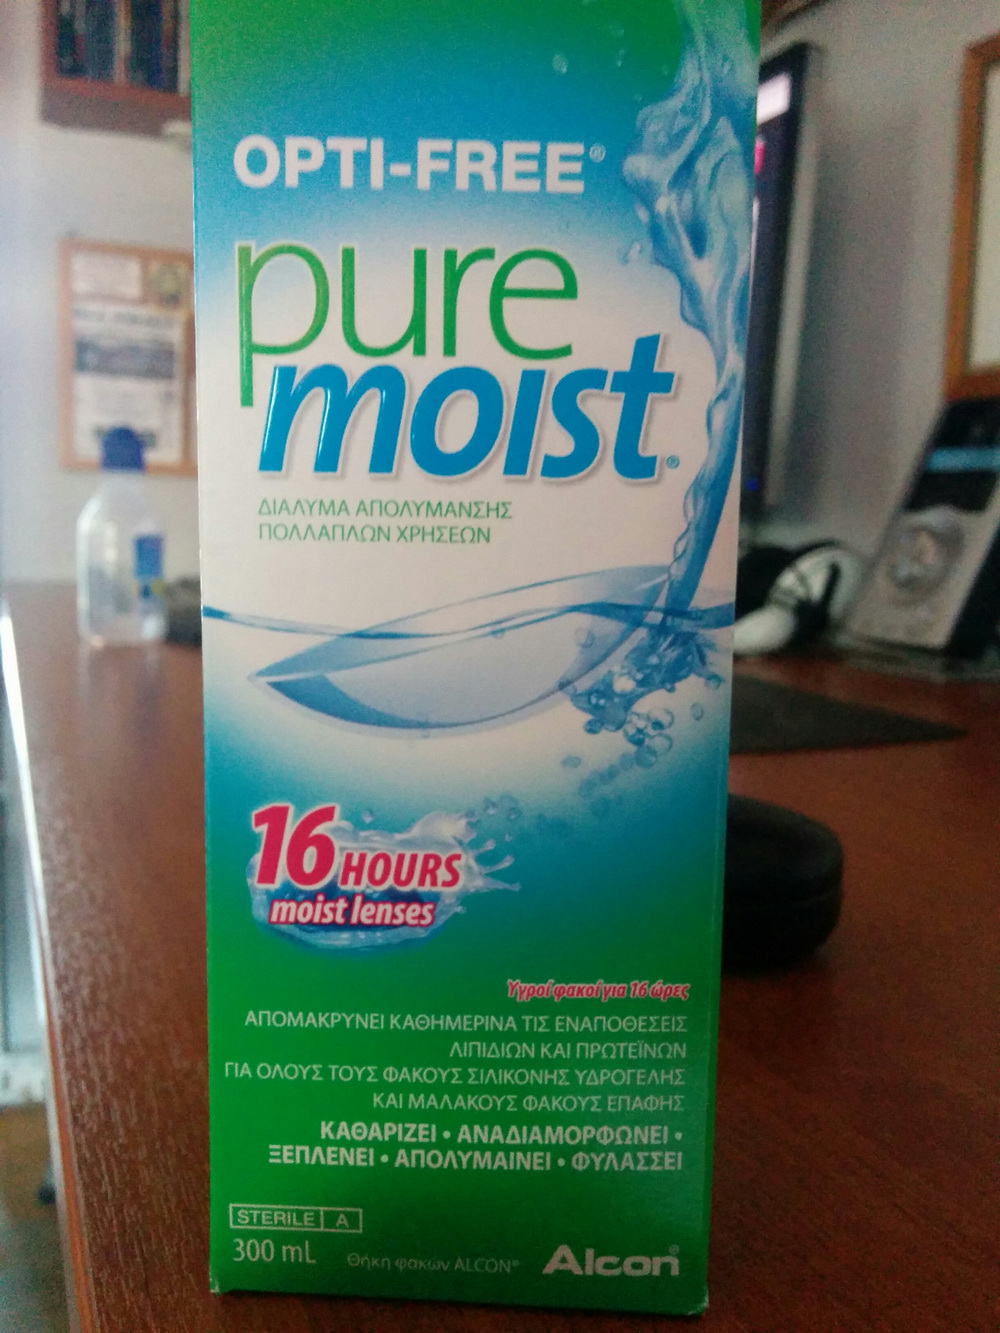 OPTI-FREE®
pure
moist®
ΔΙΑΛΥΜΑ ΑΠΟΛΥΜΑΝΣΗΣ
ΠΟΛΛΑΠΛΩΝ ΧΡΗΣΕΩΝ
16 HOURS
moist lenses
Υγροί φακοί για 16 ώρες
ΑΠΟΜΑΚΡΥΝΕΙ ΚΑΘΗΜΕΡΙΝΑ ΤΙΣ ΕΝΑΠΟΘΕΣΕΙΣ
ΛΙΠΙΔΙΩΝ ΚΑΙ ΠΡΩΤΕΪΝΩΝ
ΓΙΑ ΟΛΟΥΣ ΤΟΥΣ ΦΑΚΟΥΣ ΣΙΛΙΚΟΝΗΣ ΥΔΡΟΓΕΛΗΣ
ΚΑΙ ΜΑΛΑΚΟΥΣ ΦΑΚΟΥΣ ΕΠΑΦΗΣ
ΚΑΘΑΡΙΖΕΙ • ΑΝΑΔΙΑΜΟΡΦΩΝΕΙ •
ΞΕΠΛΕΝΕΙ • ΑΠΟΛΥΜΑΙΝΕΙ • ΦΥΛΑΣΣΕΙ
STERILE A
300 mL Θήκη φακών ALCON® Alcon®